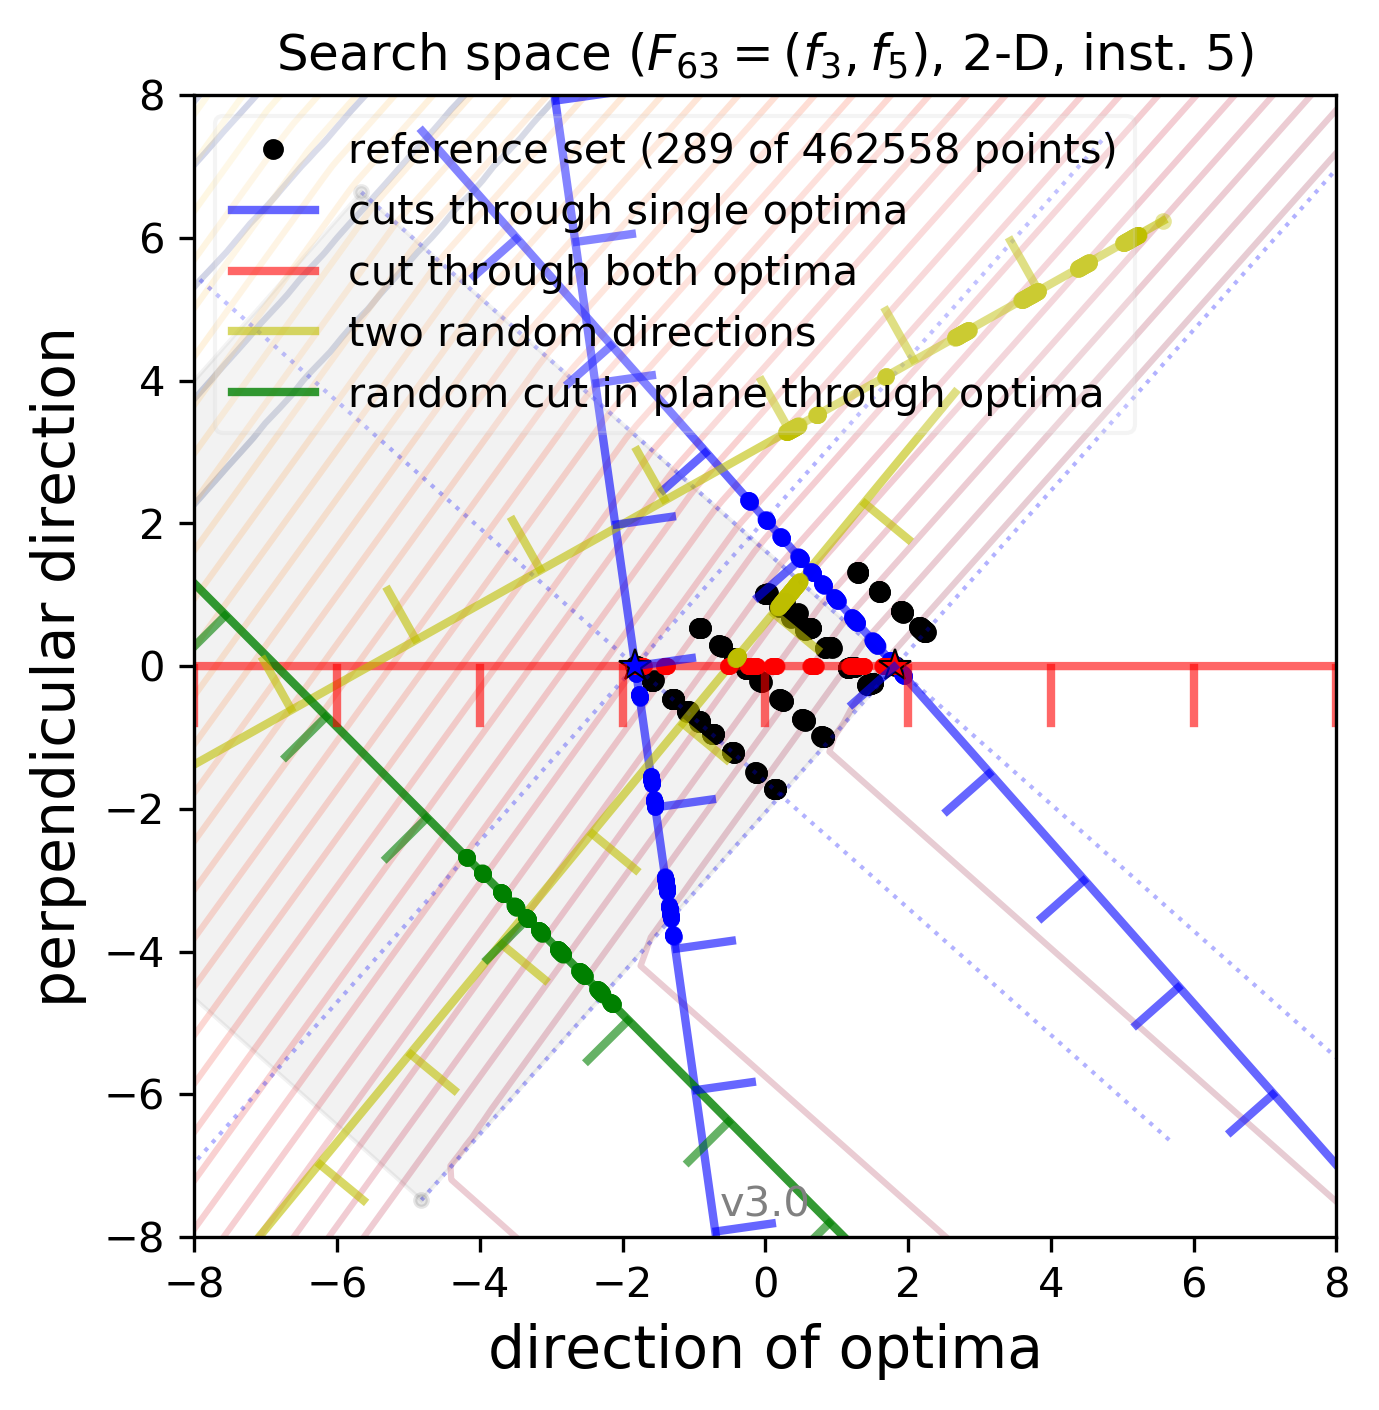 Search space (F63 = (f3, f5), 2-D, inst. 5)
8
6
4
2
0
−2
−4
−6
−8
perpendicular direction
reference set (289 of 462558 points)
cuts through single optima
cut through both optima
two random directions
random cut in plane through optima
v3.0
−8 −6 −4 −2 0 2 4 6 8
direction of optima